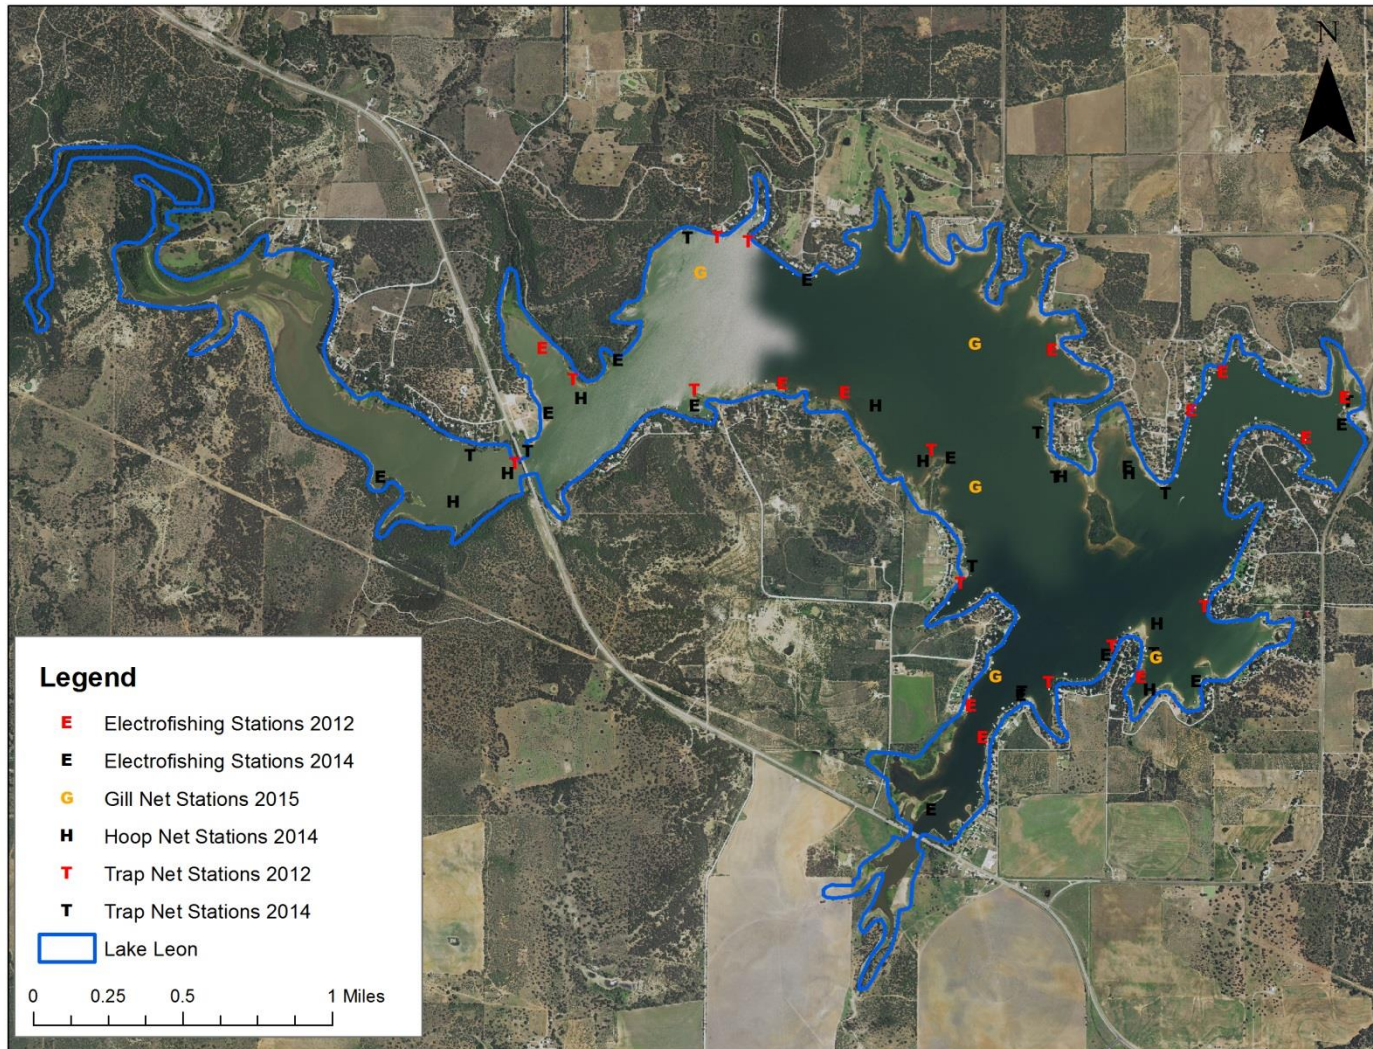 N
T T T
G
E
G
E
E
T
E
E
E
T
H
E
E
H
E
T
E
E
E
E
T
T
T
H
E
T
H
E
H
T
H
E
H
E
H
G
T
T
T
T
H
T
E
G
G
E
T
E
H
E
E
E
E
Legend
E Electrofishing Stations 2012
E Electrofishing Stations 2014
G Gill Net Stations 2015
H Hoop Net Stations 2014
T Trap Net Stations 2012
T Trap Net Stations 2014
Lake Leon
0 0.25 0.5 1 Miles